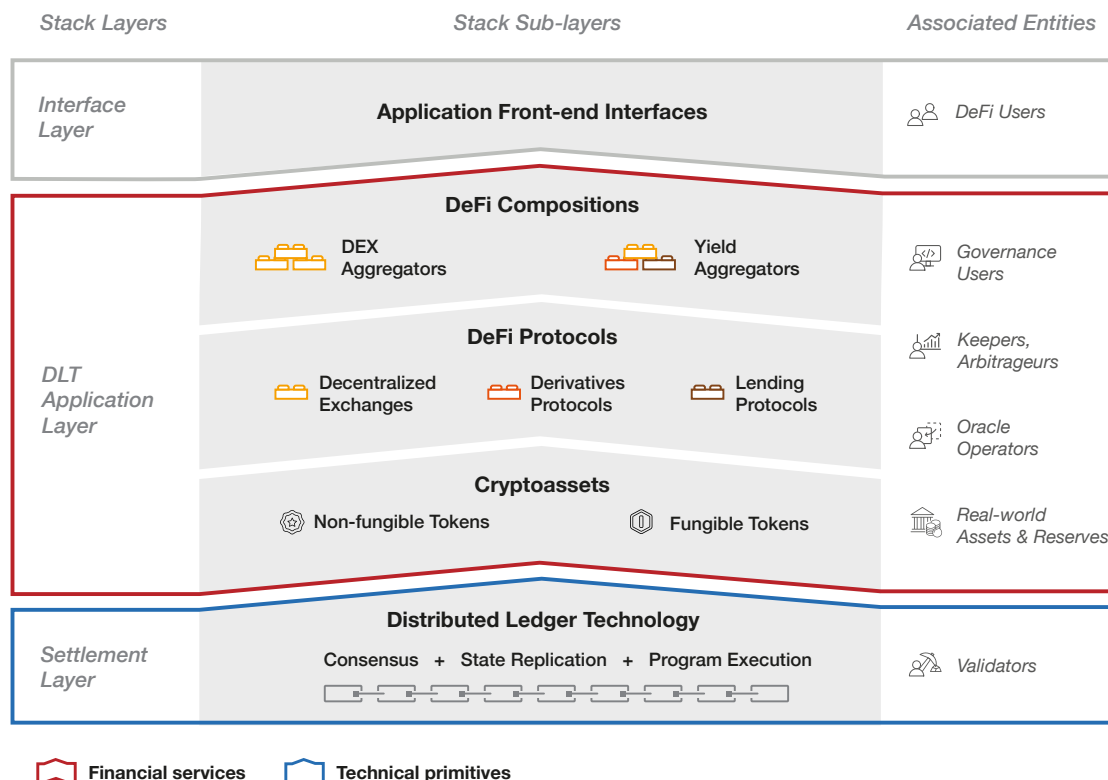 Stack Layers
Stack Sub-layers
Associated Entities
Interface
Layer
Application Front-end Interfaces
DeFi Users
DeFi Compositions
DEX
Aggregators
Yield
Aggregators
Governance
Users
DLT
Application
Layer
DeFi Protocols
Decentralized
Exchanges
Derivatives
Protocols
Lending
Protocols
Keepers,
Arbitrageurs
Oracle
Operators
Cryptoassets
Non-fungible Tokens
Fungible Tokens
Real-world
Assets & Reserves
Settlement
Layer
Distributed Ledger Technology
Consensus + State Replication + Program Execution
Validators
Financial services
Technical primitives